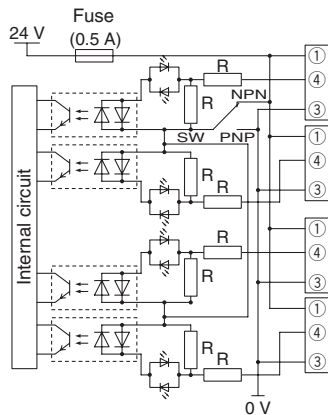 Fuse
24 V
(0.5 A)
R
NPN
①
④
R
③
SW
PNP
①
R
④
R
③
Internal circuit
R
①
④
R
③
①
R
R
④
③
0 V